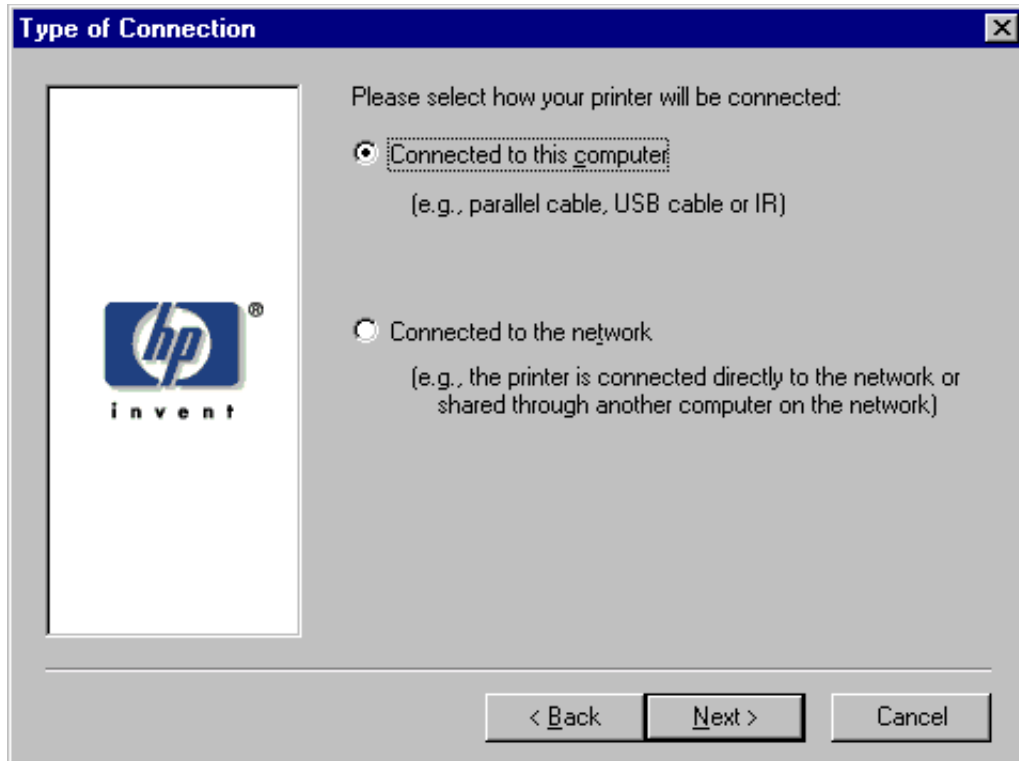 Type of Connection
Please select how your printer will be connected:
Connected to this computer
(e.g., parallel cable, USB cable or IR)
hp ®
invent
Connected to the network
(e.g., the printer is connected directly to the network or
shared through another computer on the network)
< Back
Next >
Cancel